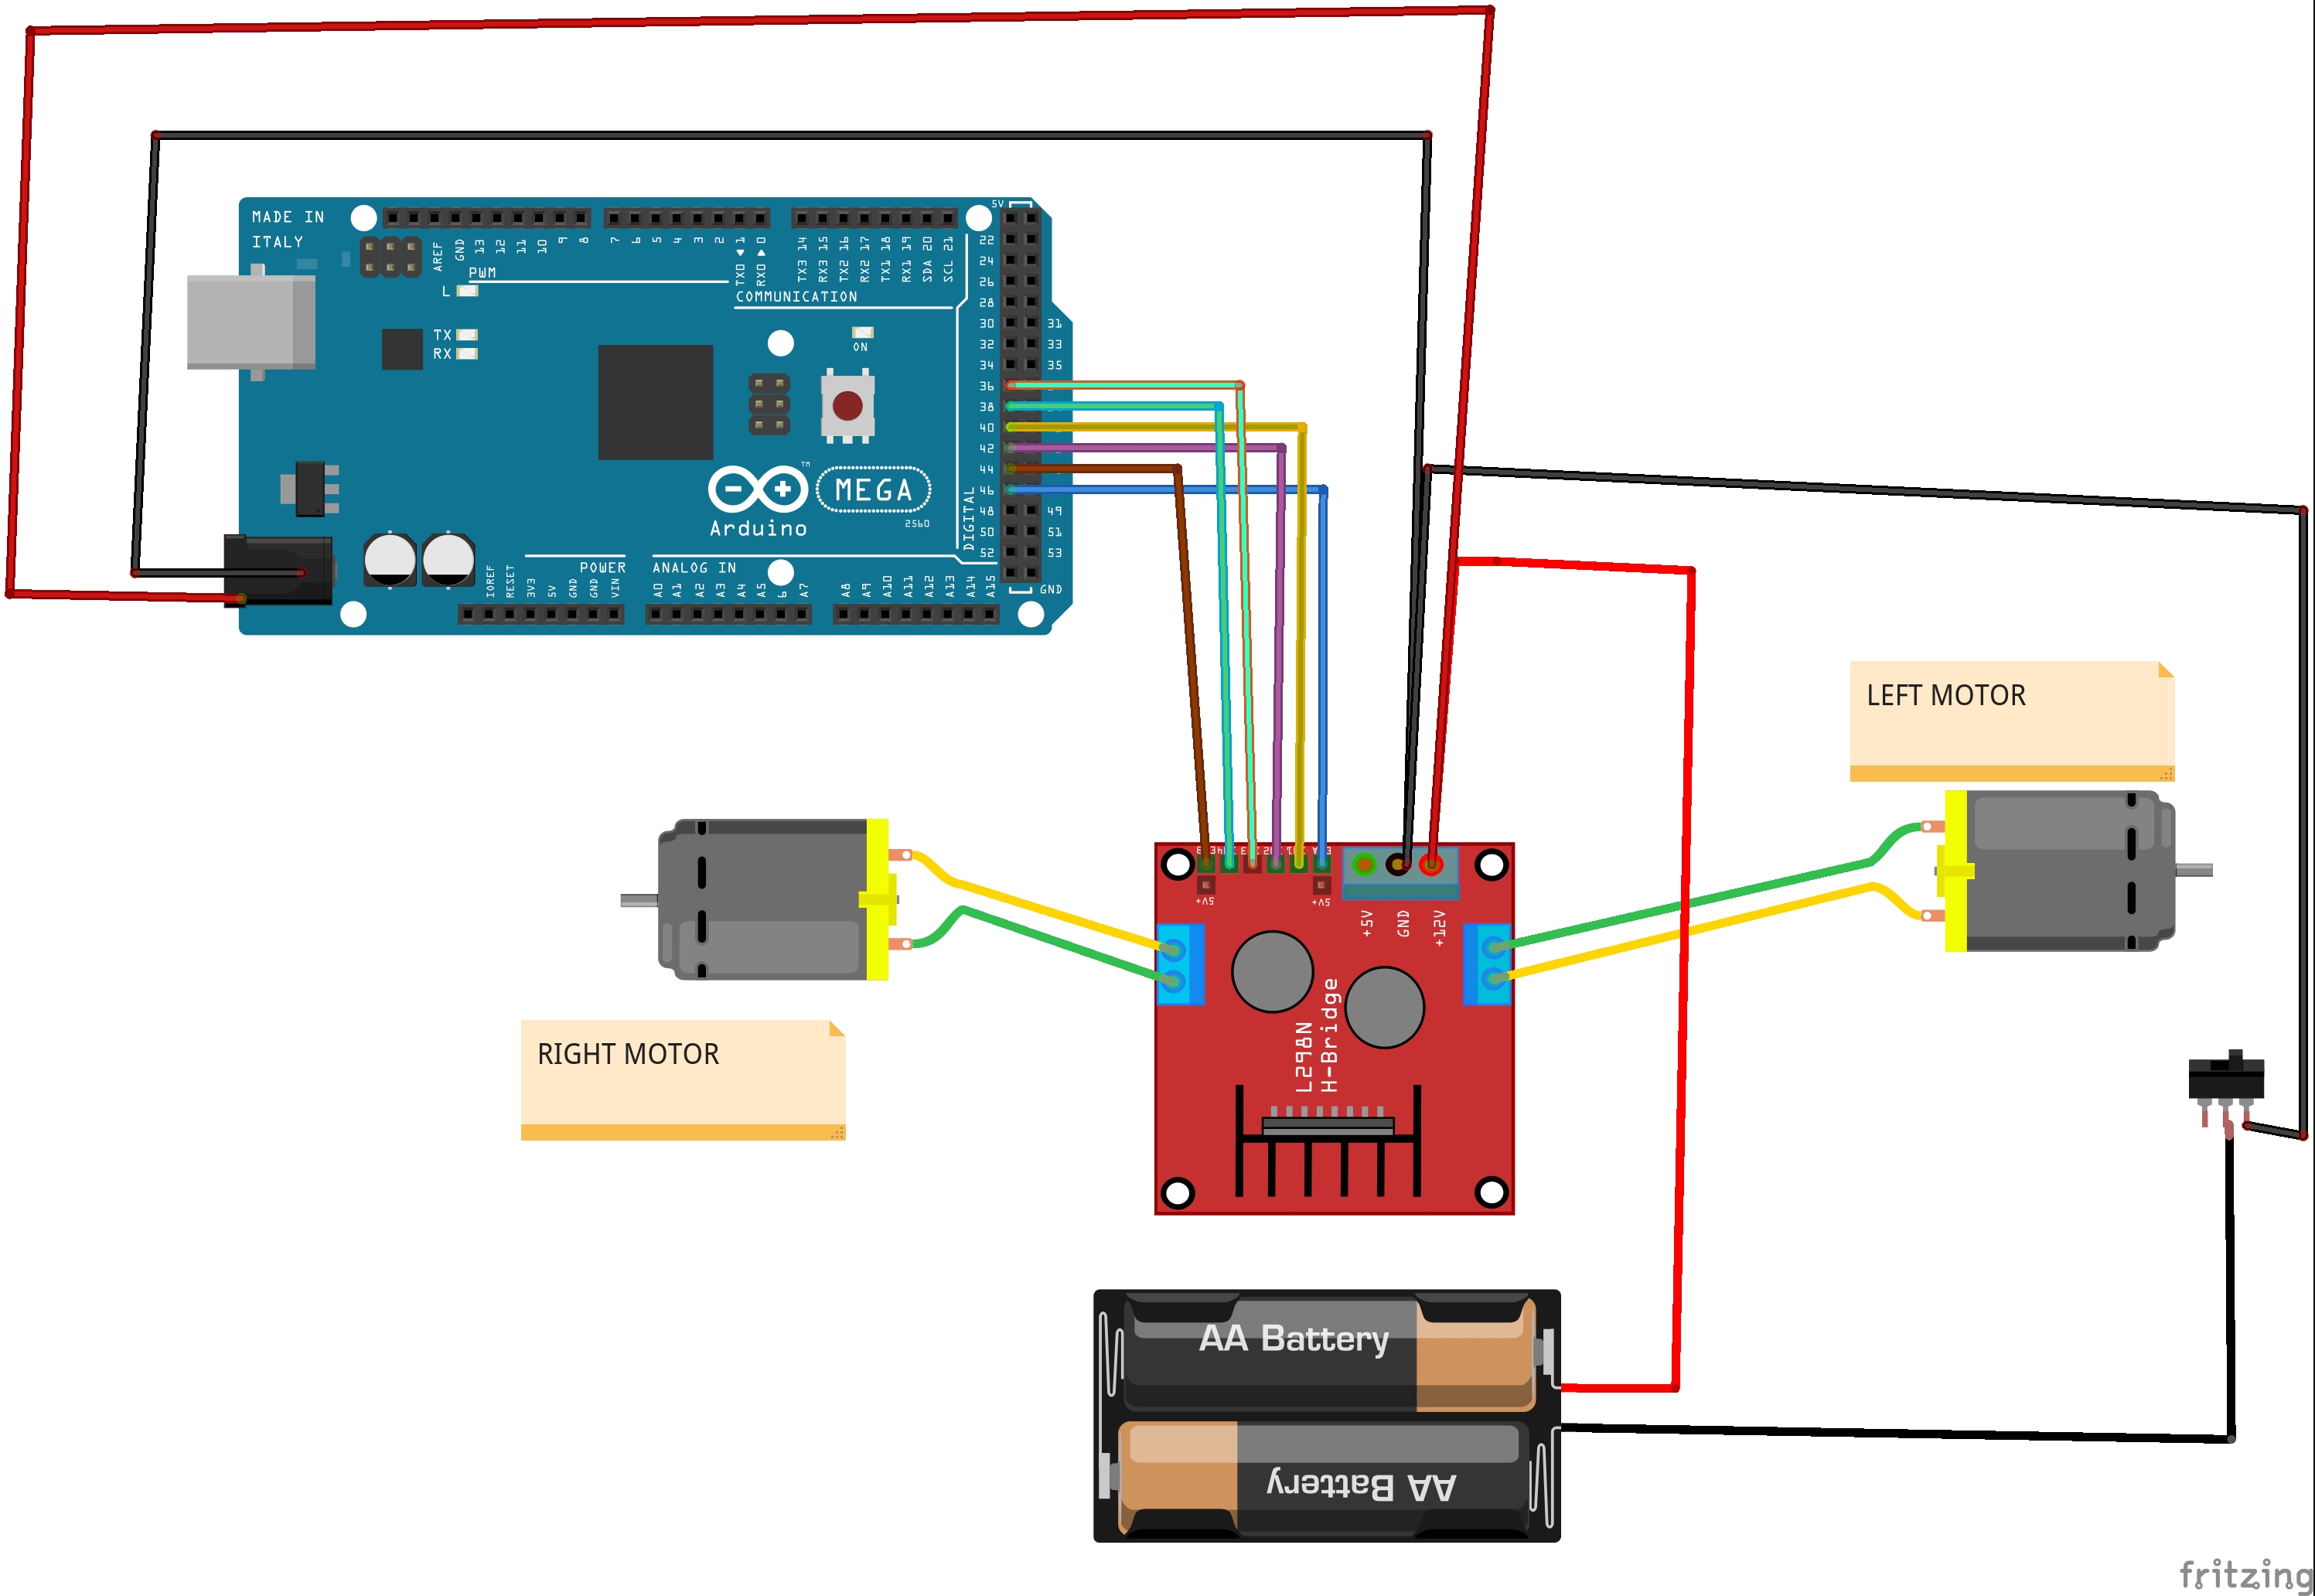 MADE IN
ITALY
AREF
GND
13
12
11
10
9
8
7
6
5
4
3
2
TX0 ◀ 1
RX0 ▶ 0
TX3 14
RX3 15
TX2 16
RX2 17
TX1 18
RX1 19
SDA 20
SCL 21
5V
PWM
L
COMMUNICATION
TX
RX
ON
22
24
26
28
30 31
32 33
34 35
36
38
40
42
44
46
48 49
50 51
52 53
GND
DIGITAL
MEGA
TM
Arduino
2560
POWER
ANALOG IN
IOREF
RESET
3V3
5V
GND
GND
VIN
A0
A1
A2
A3
A4
A5
6
A7
A8
A9
A10
A11
A12
A13
A14
A15
LEFT MOTOR
RIGHT MOTOR
5V+
5V+
+5V
GND
+12V
L298N
H-Bridge
AA Battery
AA Battery
fritzing